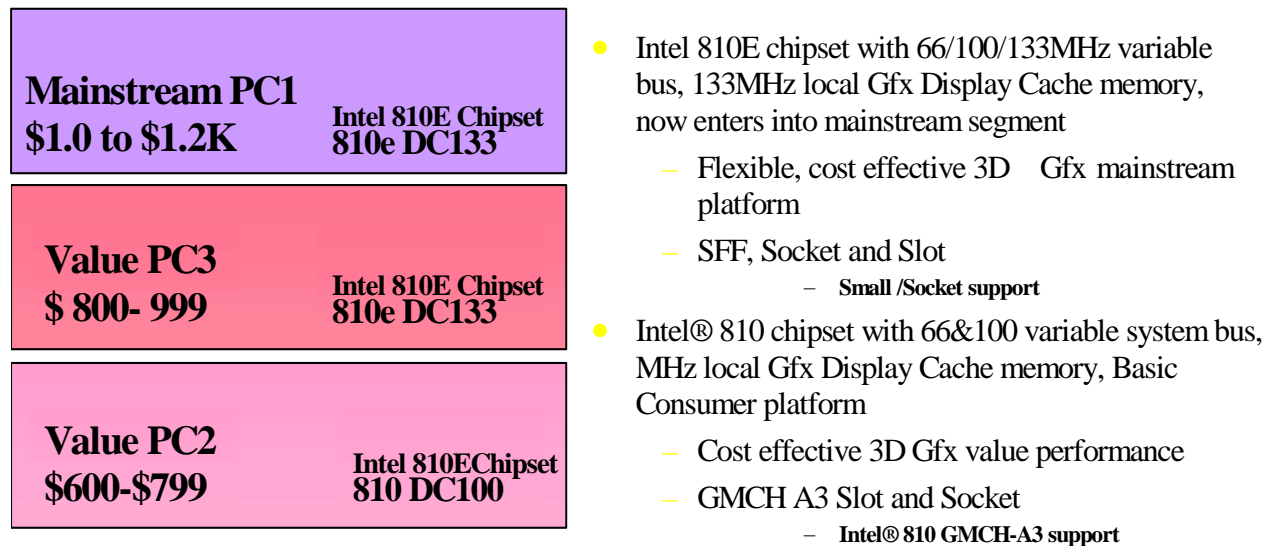 Mainstream PC1
$1.0 to $1.2K
Intel 810E Chipset
810e DC133
Value PC3
$ 800- 999
Intel 810E Chipset
810e DC133
Value PC2
$600-$799
Intel 810EChipset
810 DC100
• Intel 810E chipset with 66/100/133MHz variable
bus, 133MHz local Gfx Display Cache memory,
now enters into mainstream segment
– Flexible, cost effective 3D Gfx mainstream
platform
– SFF, Socket and Slot
– Small /Socket support
• Intel® 810 chipset with 66&100 variable system bus,
MHz local Gfx Display Cache memory, Basic
Consumer platform
– Cost effective 3D Gfx value performance
– GMCH A3 Slot and Socket
– Intel® 810 GMCH-A3 support